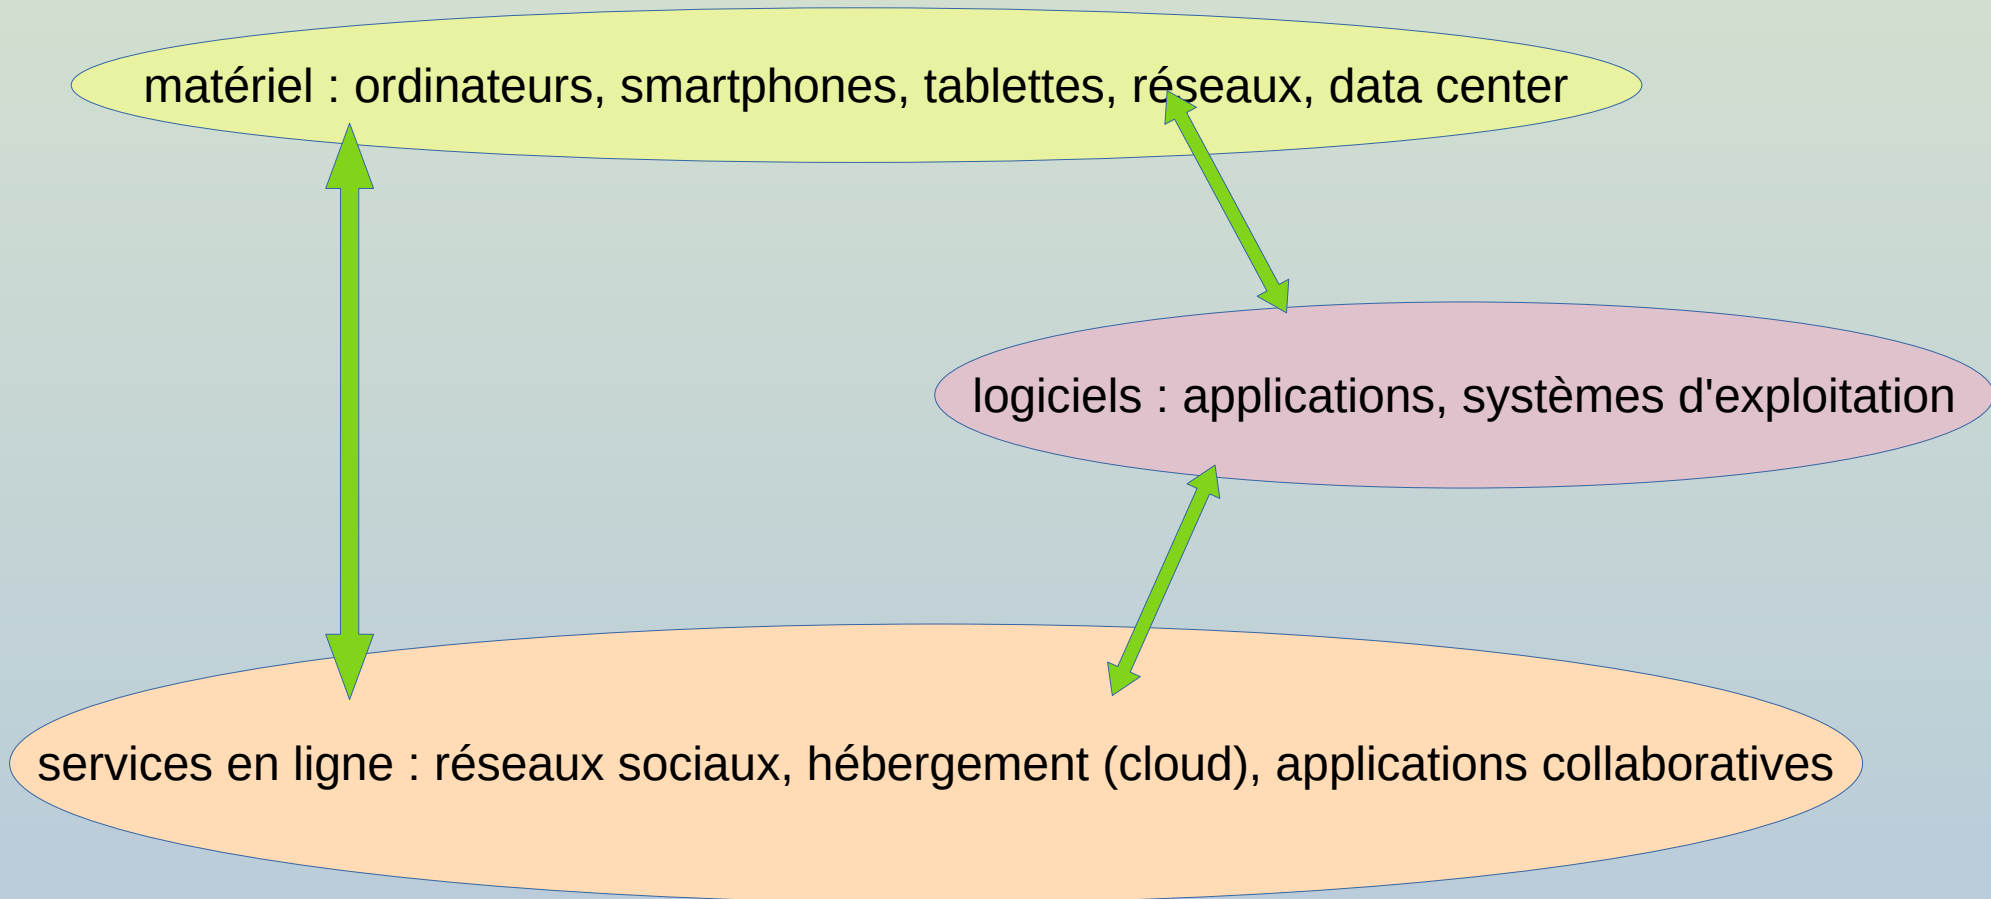 matériel : ordinateurs, smartphones, tablettes, réseaux, data center
logiciels : applications, systèmes d'exploitation
services en ligne : réseaux sociaux, hébergement (cloud), applications collaboratives